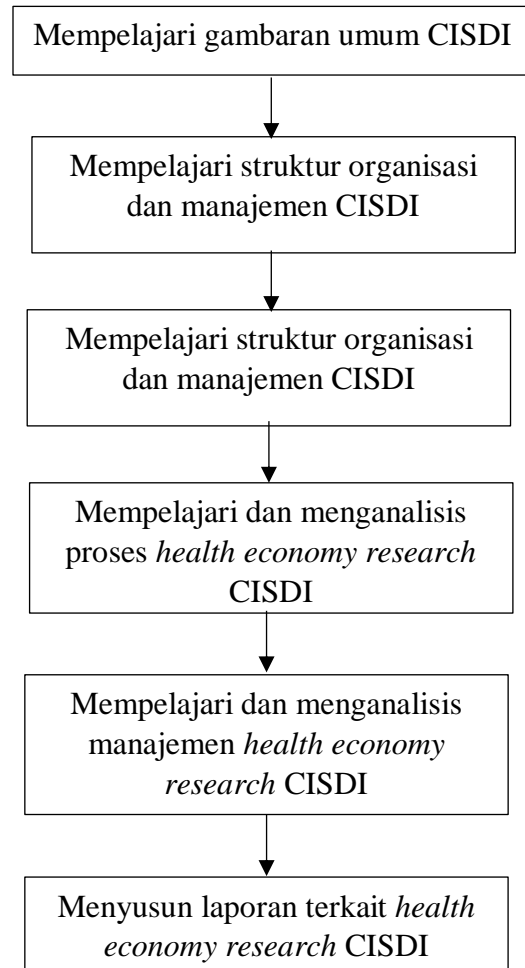 Mempelajari gambaran umum CISDI
Mempelajari struktur organisasi
dan manajemen CISDI
Mempelajari struktur organisasi
dan manajemen CISDI
Mempelajari dan menganalisis
proses health economy research
CISDI
Mempelajari dan menganalisis
manajemen health economy
research CISDI
Menyusun laporan terkait health
economy research CISDI